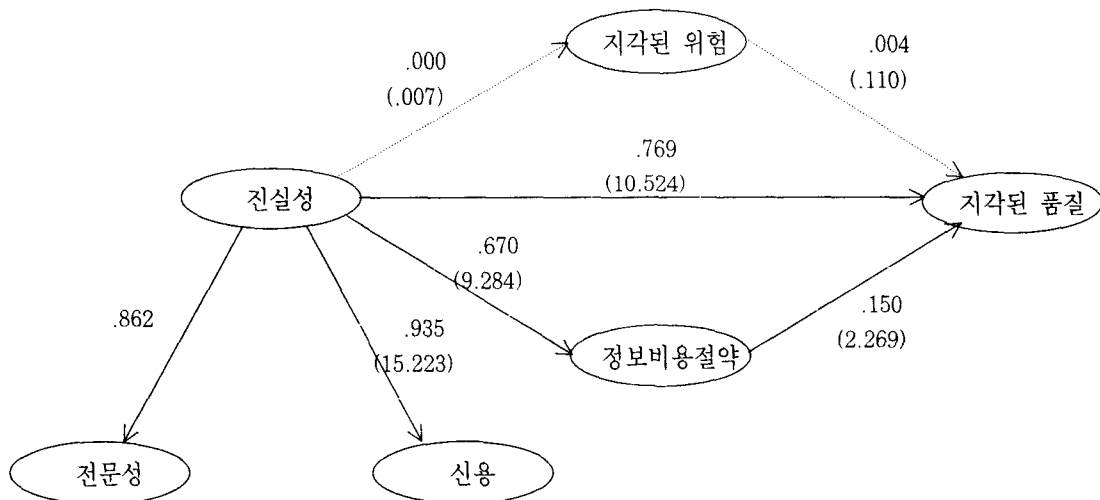 지각된 위험
.000
(.007)
.004
(.110)
.769
(10.524)
진실성
지각된 품질
.670
(9.284)
.862
.935
(15.223)
.150
(2.269)
정보비용절약
전문성
신용